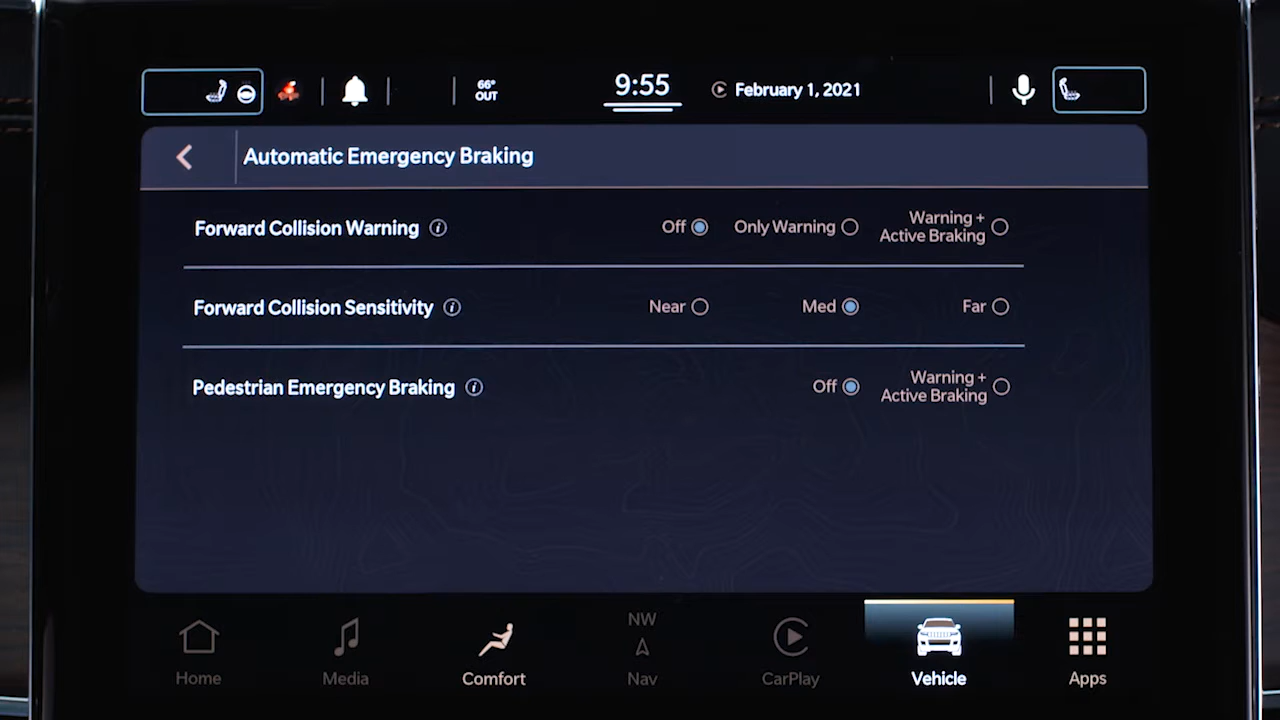 66°
OUT
9:55
February 1, 2021
Automatic Emergency Braking
Forward Collision Warning i
Off
Only Warning
Warning +
Active Braking
Forward Collision Sensitivity i
Near
Med
Far
Pedestrian Emergency Braking i
Off
Warning +
Active Braking
NW
Home
Media
Comfort
Nav
CarPlay
Vehicle
Apps